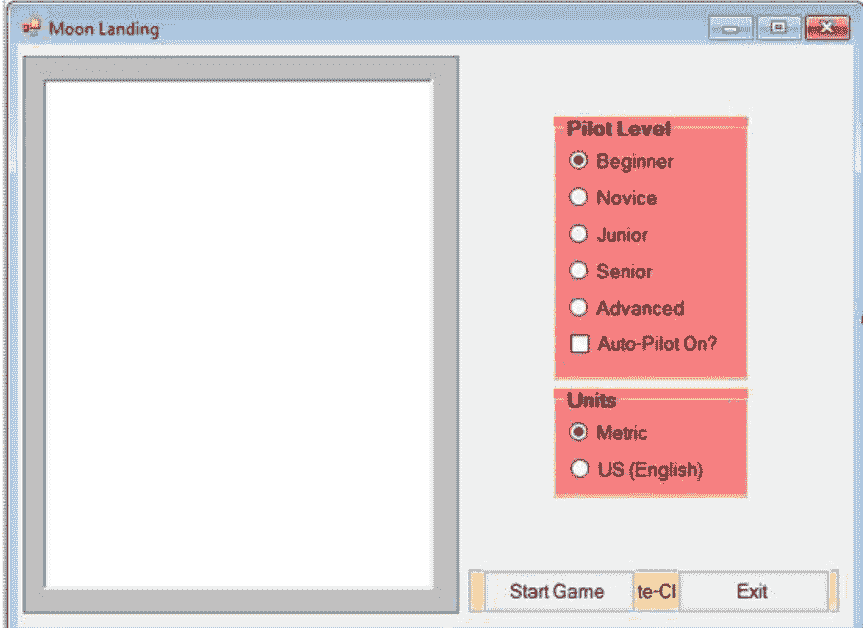 Moon Landing
Pilot Level
Beginner
Novice
Junior
Senior
Advanced
Auto-Pilot On?
Units
Metric
US (English)
Start Game te-Cl Exit